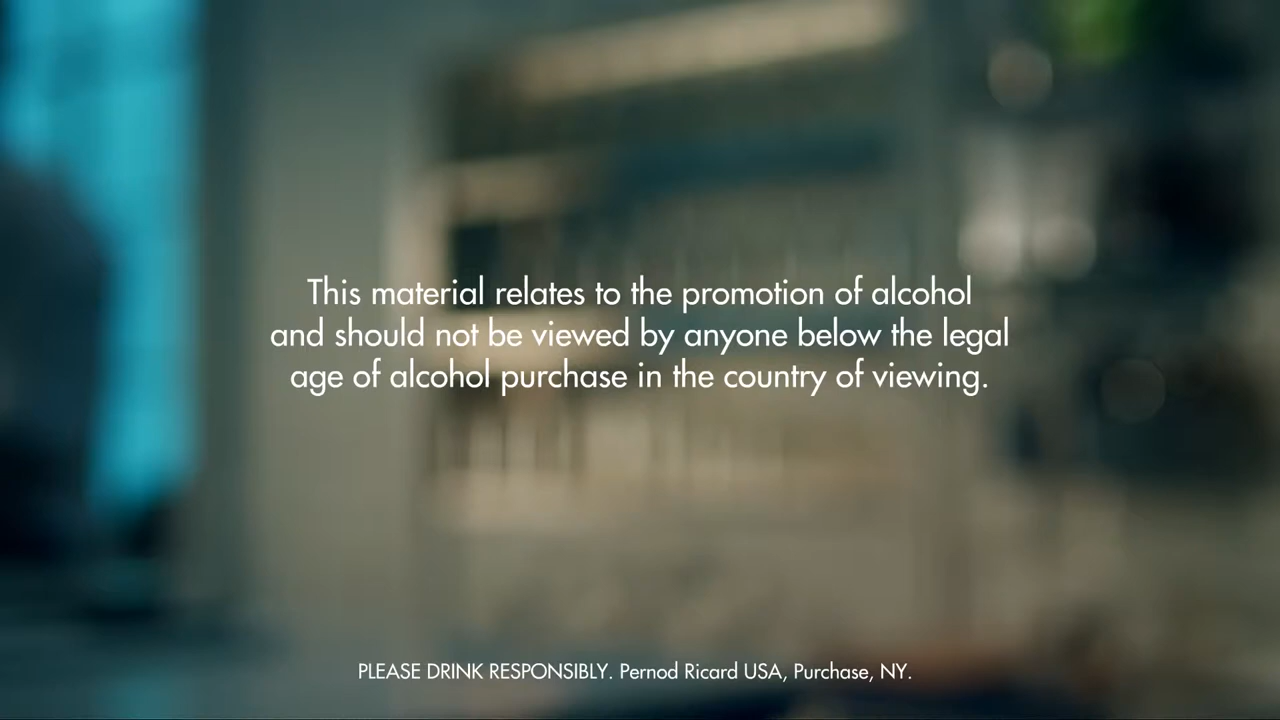 This material relates to the promotion of alcohol
and should not be viewed by anyone below the legal
age of alcohol purchase in the country of viewing.
PLEASE DRINK RESPONSIBLY. Pernod Ricard USA, Purchase, NY.